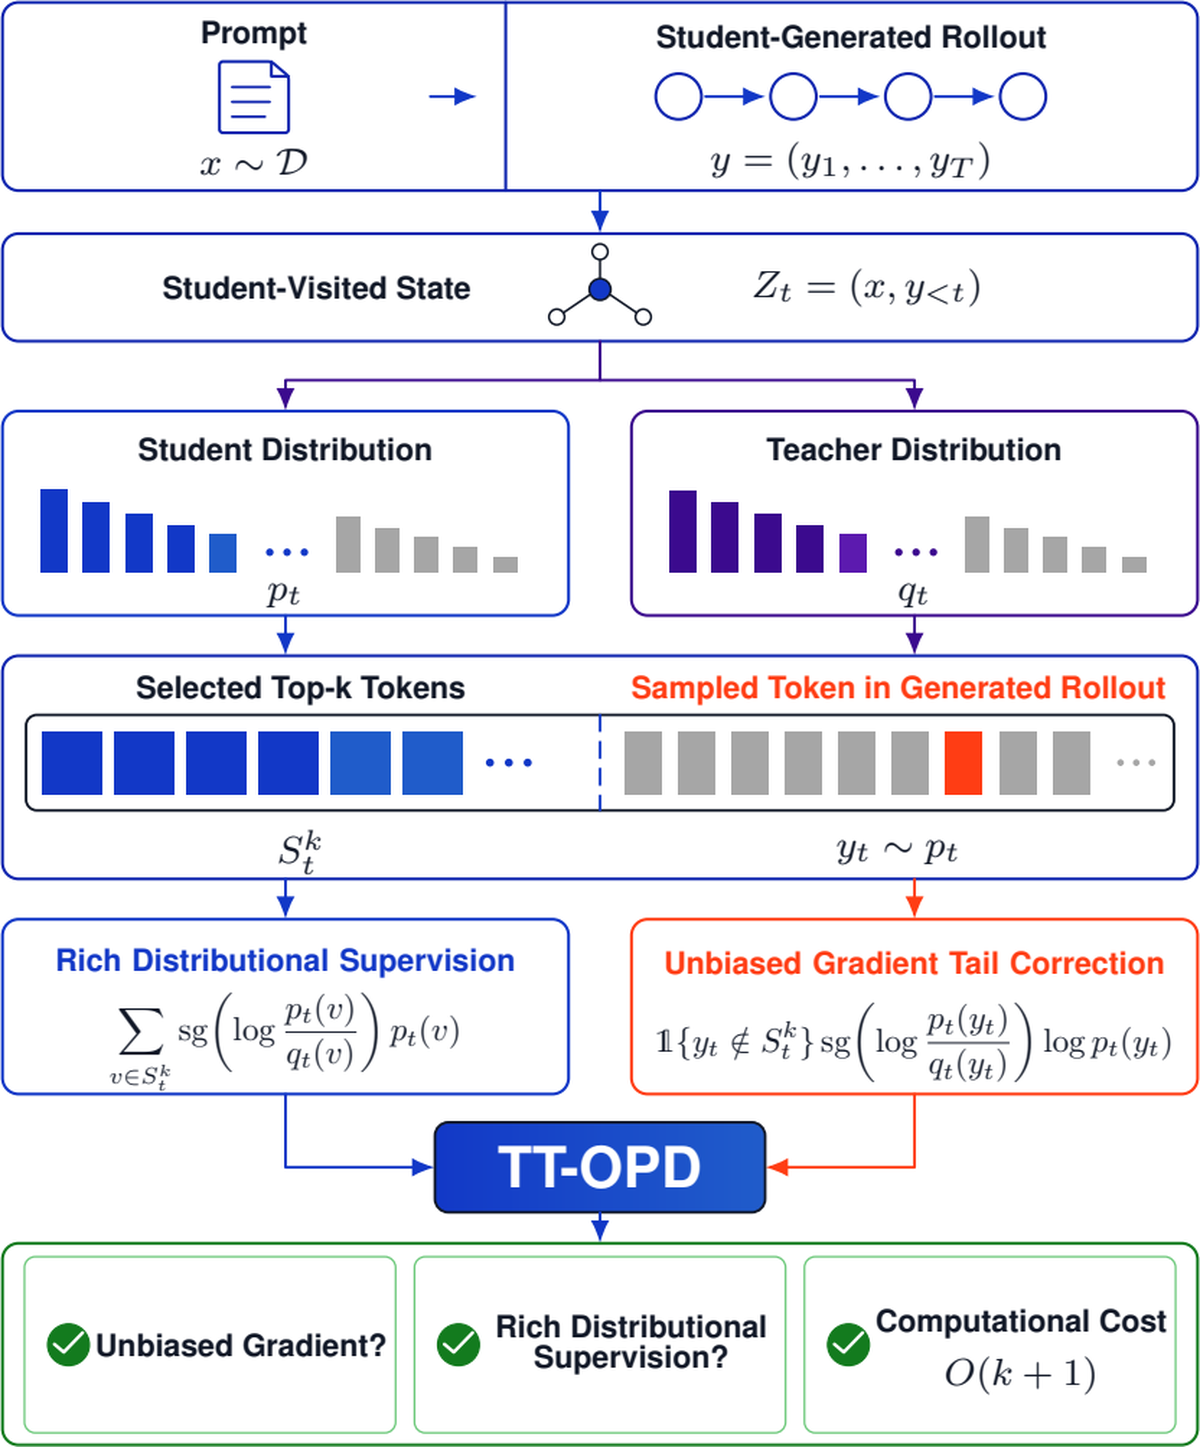 Prompt
x ∼ 𝒟
Student-Generated Rollout
y = (y₁, . . . , y_T)
Student-Visited State
Z_t = (x, y_{<t})
Student Distribution
p_t
Teacher Distribution
q_t
Selected Top-k Tokens
Sampled Token in Generated Rollout
S_t^k
y_t ∼ p_t
Rich Distributional Supervision
∑_{v∈S_t^k} sg(log p_t(v)/q_t(v)) p_t(v)
Unbiased Gradient Tail Correction
𝟙{y_t ∉ S_t^k} sg(log p_t(y_t)/q_t(y_t)) log p_t(y_t)
TT-OPD
Unbiased Gradient?
Rich Distributional
Supervision?
Computational Cost
O(k + 1)